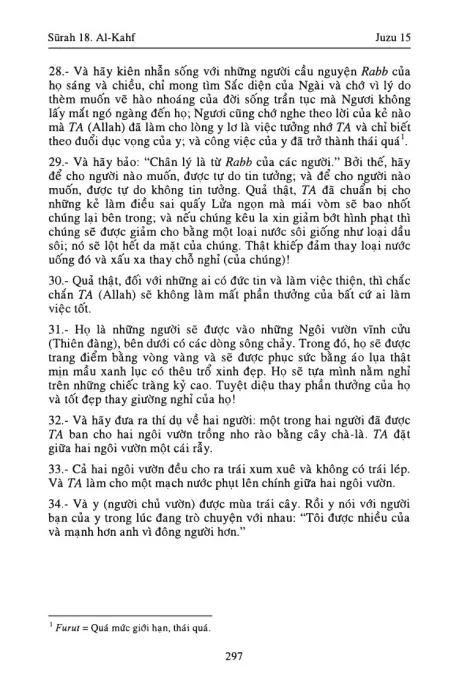 Sūrah 18. Al-Kahf Juzu 15
28.- Và hãy kiên nhẫn sống với những người cầu nguyện Rabb của
họ sáng và chiều, chỉ mong tìm Sắc diện của Ngài và chớ vì lý do
thèm muốn vẽ hào nhoáng của đời sống trần tục mà Ngươi không
lấy mất ngó ngàng đến họ; Ngươi cũng chớ nghe theo lời của kẻ nào
mà TA (Allah) đã làm cho lòng y lơ là việc tưởng nhớ TA và chỉ biết
theo đuổi dục vọng của y; và công việc của y đã trở thành thái quá¹.
29.- Và hãy bảo: “Chân lý là từ Rabb của các người.” Bởi thế, hãy
để cho người nào muốn, được tự do tin tưởng; và để cho người nào
muốn, được tự do không tin tưởng. Quả thật, TA đã chuẩn bị cho
những kẻ làm điều sai quấy Lửa ngọn mà mái vòm sẽ bao nhốt
chúng lại bên trong; và nếu chúng kêu la xin giảm bớt hình phạt thì
chúng sẽ được giảm cho bằng một loại nước sôi giống như loại dầu
sôi; nó sẽ lột hết da mặt của chúng. Thật khiếp đảm thay loại nước
uống đó và xấu xa thay chỗ nghỉ (của chúng)!
30.- Quả thật, đối với những ai có đức tin và làm việc thiện, thì chắc
chắn TA (Allah) sẽ không làm mất phần thưởng của bất cứ ai làm
việc tốt.
31.- Họ là những người sẽ được vào những Ngôi vườn vĩnh cửu
(Thiên đàng), bên dưới có các dòng sông chảy. Trong đó, họ sẽ được
trang điểm bằng vòng vàng và sẽ được phục sức bằng áo lụa thật
mịn mầu xanh lục có thêu trổ xinh đẹp. Họ sẽ tựa mình nằm nghỉ
trên những chiếc tràng kỷ cao. Tuyệt diệu thay phần thưởng của họ
và tốt đẹp thay giường nghỉ của họ!
32.- Và hãy đưa ra thí dụ về hai người: một trong hai người đã được
TA ban cho hai ngôi vườn trồng nho rào bằng cây chà-là. TA đặt
giữa hai ngôi vườn một cái rẫy.
33.- Cả hai ngôi vườn đều cho ra trái xum xuê và không có trái lép.
Và TA làm cho một mạch nước phụt lên chính giữa hai ngôi vườn.
34.- Và y (người chủ vườn) được mùa trái cây. Rồi y nói với người
bạn của y trong lúc đang trò chuyện với nhau: “Tôi được nhiều của
và mạnh hơn anh vì đông người hơn.”
¹ Furut = Quá mức giới hạn, thái quá.
297